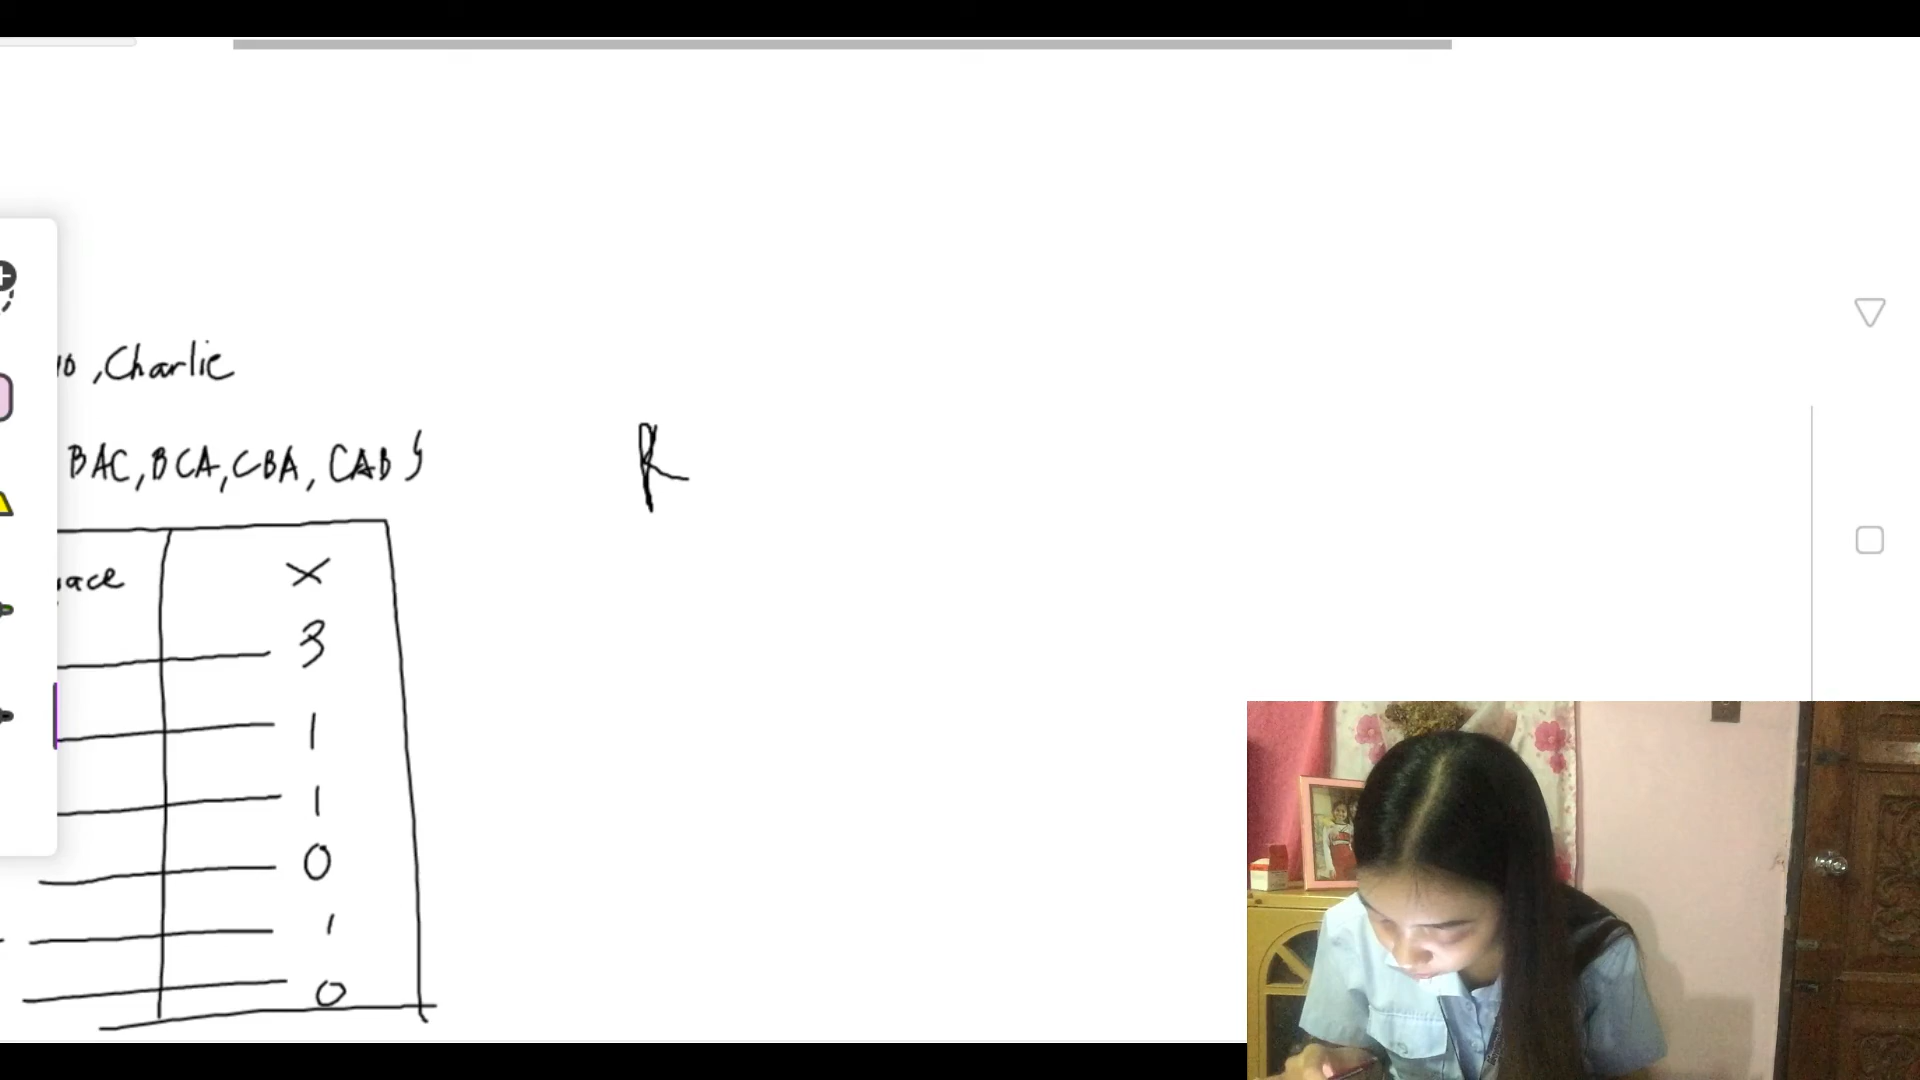 ,Charlie
BAC, BCA, CBA, CAB}
R
X
3
1
1
0
1
0